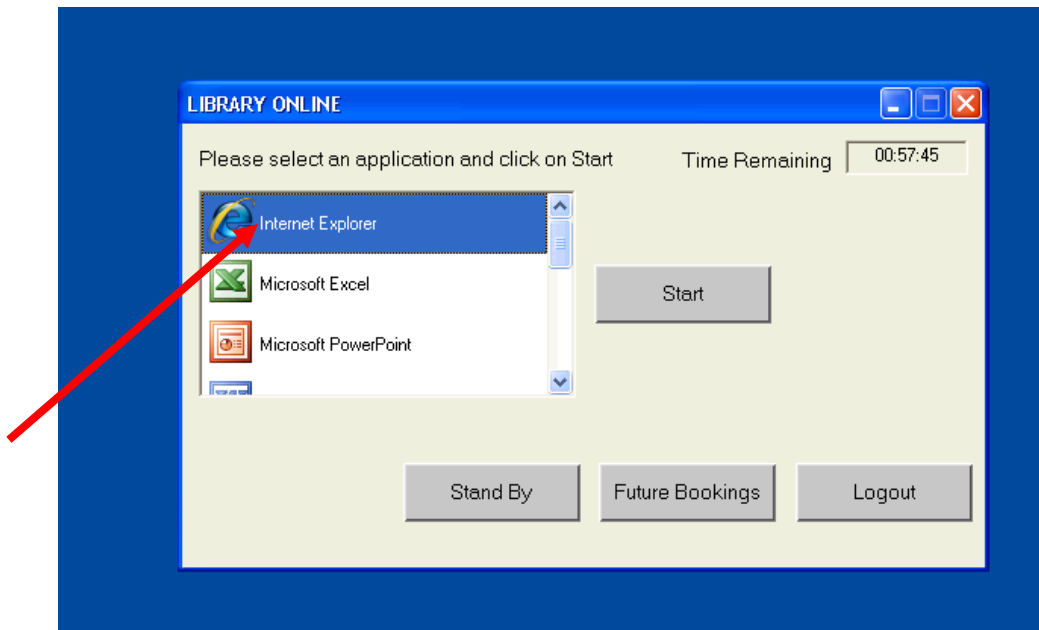 LIBRARY ONLINE
Please select an application and click on Start
Time Remaining 00:57:45
Internet Explorer
Microsoft Excel
Start
Microsoft PowerPoint
Stand By
Future Bookings
Logout